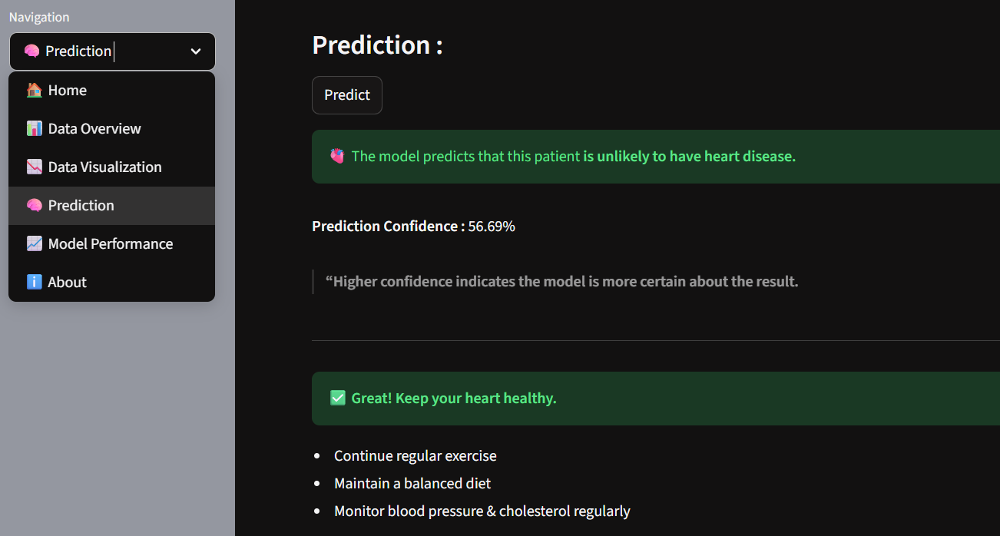 Navigation
Prediction
Home
Data Overview
Data Visualization
Prediction
Model Performance
About
Prediction :
Predict
The model predicts that this patient is unlikely to have heart disease.
Prediction Confidence : 56.69%
“Higher confidence indicates the model is more certain about the result.
Great! Keep your heart healthy.
Continue regular exercise
Maintain a balanced diet
Monitor blood pressure & cholesterol regularly